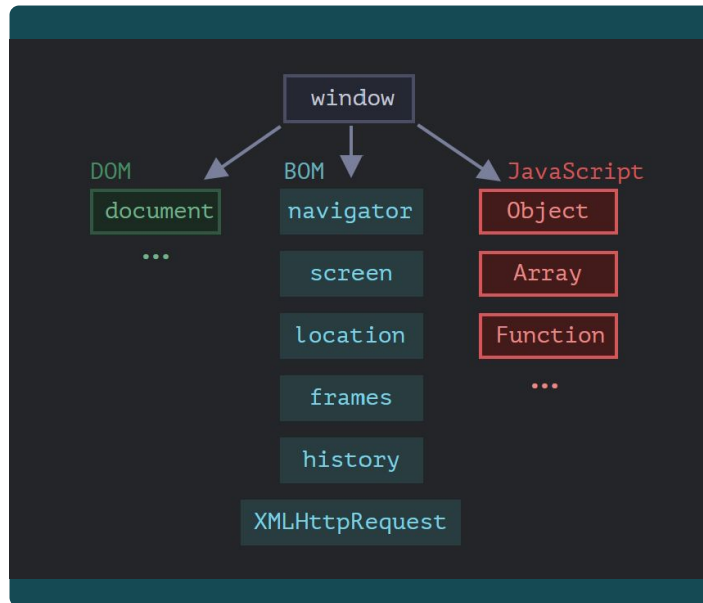 window
DOM
document
...
BOM
navigator
screen
location
frames
history
XMLHttpRequest
JavaScript
Object
Array
Function
...